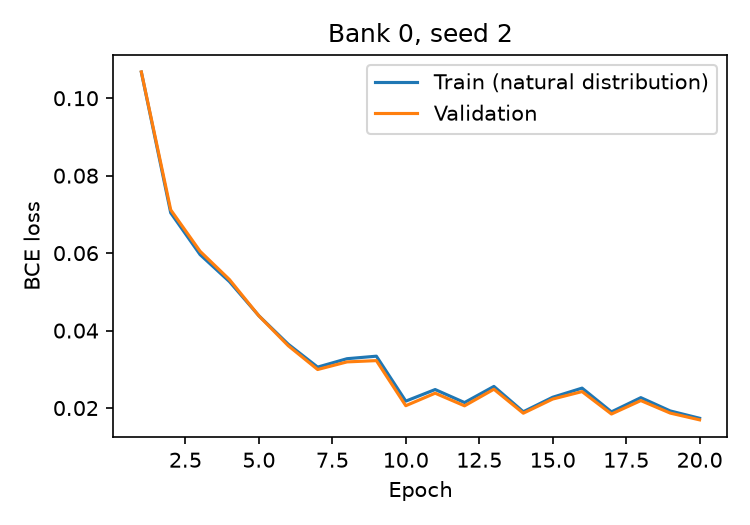 Bank 0, seed 2
Train (natural distribution)
Validation
BCE loss
0.10
0.08
0.06
0.04
0.02
2.5 5.0 7.5 10.0 12.5 15.0 17.5 20.0
Epoch